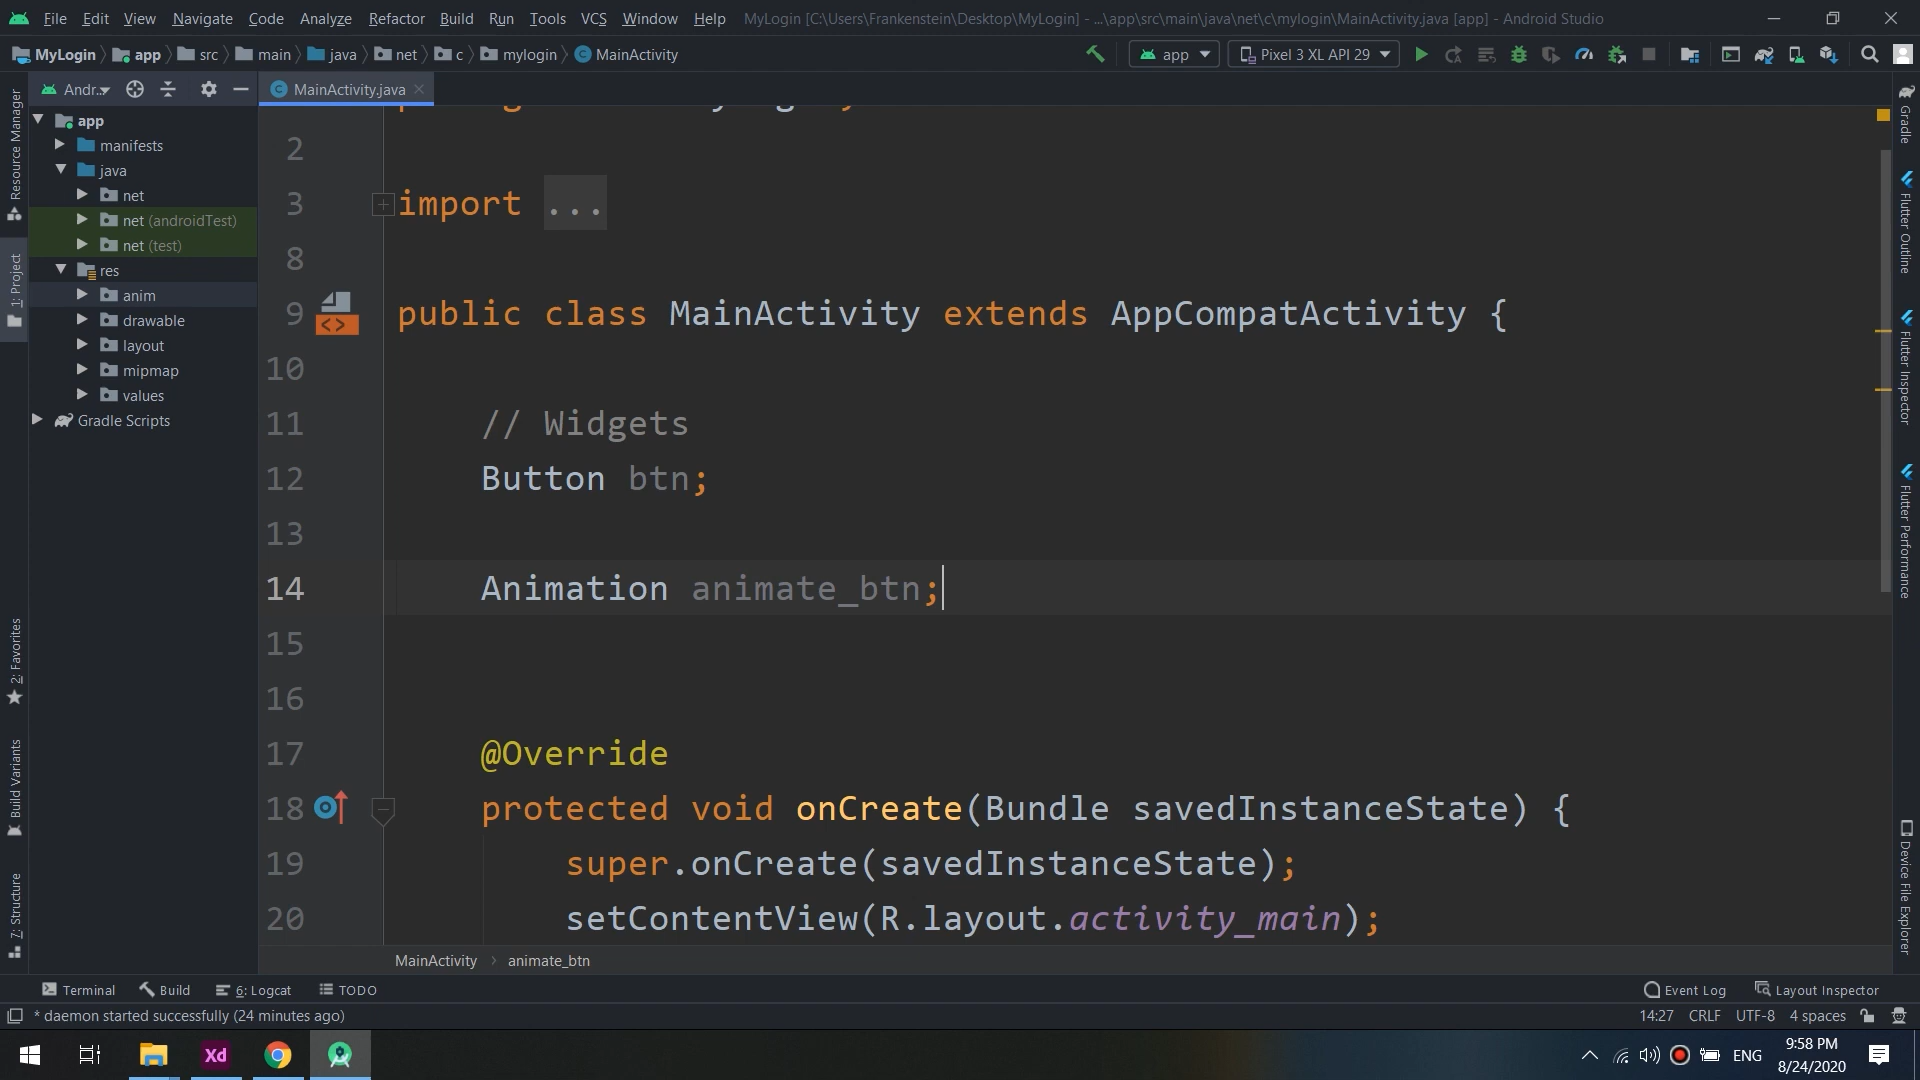 File Edit View Navigate Code Analyze Refactor Build Run Tools VCS Window Help MyLogin [C:\Users\Frankenstein\Desktop\MyLogin] - ...\app\src\main\java\net\c\mylogin\MainActivity.java [app] - Android Studio
MyLogin app src main java net c mylogin MainActivity app Pixel 3 XL API 29
Andr... MainActivity.java
app
manifests
java
net
net (androidTest)
net (test)
res
anim
drawable
layout
mipmap
values
Gradle Scripts
Resource Manager
1: Project
2: Favorites
Build Variants
7: Structure
2
3 import ...
8
9 public class MainActivity extends AppCompatActivity {
10
11 // Widgets
12 Button btn;
13
14 Animation animate_btn;
15
16
17 @Override
18 protected void onCreate(Bundle savedInstanceState) {
19 super.onCreate(savedInstanceState);
20 setContentView(R.layout.activity_main);
Gradle
Flutter Outline
Flutter Inspector
Flutter Performance
Device File Explorer
MainActivity animate_btn
Terminal Build 6: Logcat TODO Event Log Layout Inspector
* daemon started successfully (24 minutes ago) 14:27 CRLF UTF-8 4 spaces
Xd ENG 9:58 PM
8/24/2020